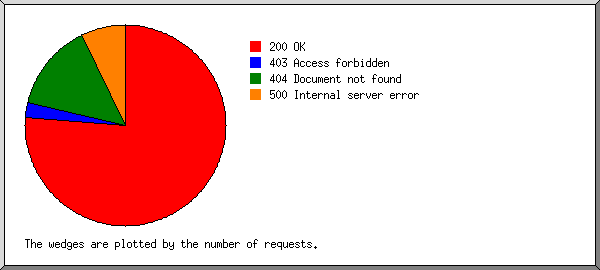 200 OK
403 Access forbidden
404 Document not found
500 Internal server error
The wedges are plotted by the number of requests.